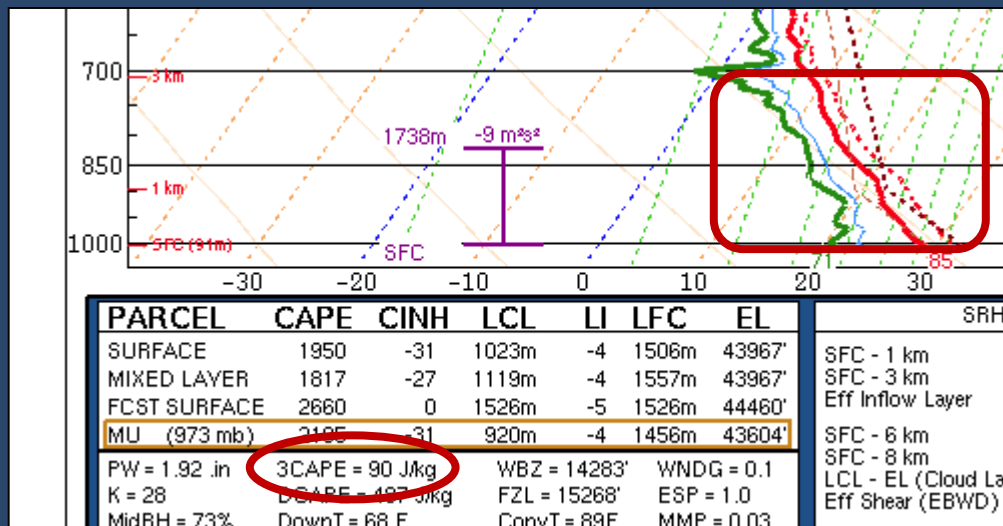 700
3 km
1738m
-9 m²s²
850
1 km
1000
SFC (91m)
SFC
85
-30 -20 -10 0 10 20 30
PARCEL CAPE CINH LCL LI LFC EL
SURFACE 1950 -31 1023m -4 1506m 43967'
MIXED LAYER 1817 -27 1119m -4 1557m 43967'
FCST SURFACE 2660 0 1526m -5 1526m 44460'
MU (973 mb) -31 920m -4 1456m 43604'
PW = 1.92 .in 3CAPE = 90 J/kg WBZ = 14283' WNDG = 0.1
K = 28 DCAPE = J/kg FZL = 15268' ESP = 1.0
MidRH = 73% DownT = 68 F ConvT = 89F MMP = 0.03
SRH
SFC - 1 km
SFC - 3 km
Eff Inflow Layer
SFC - 6 km
SFC - 8 km
LCL - EL (Cloud La
Eff Shear (EBWD)